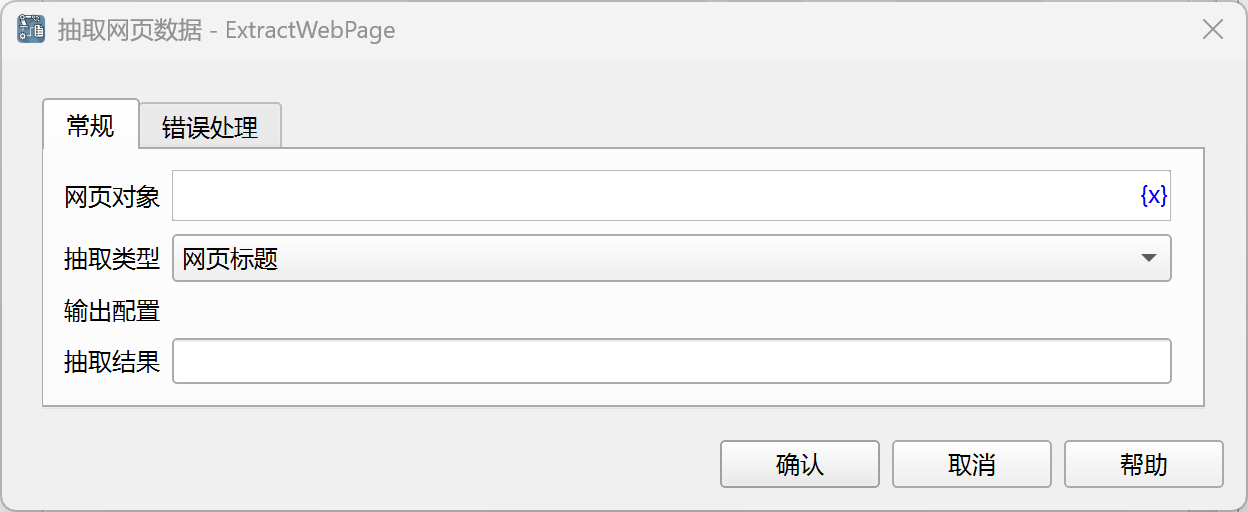 抽取网页数据 - ExtractWebPage
常规 错误处理
网页对象 {x}
抽取类型 网页标题
输出配置
抽取结果
确认 取消 帮助